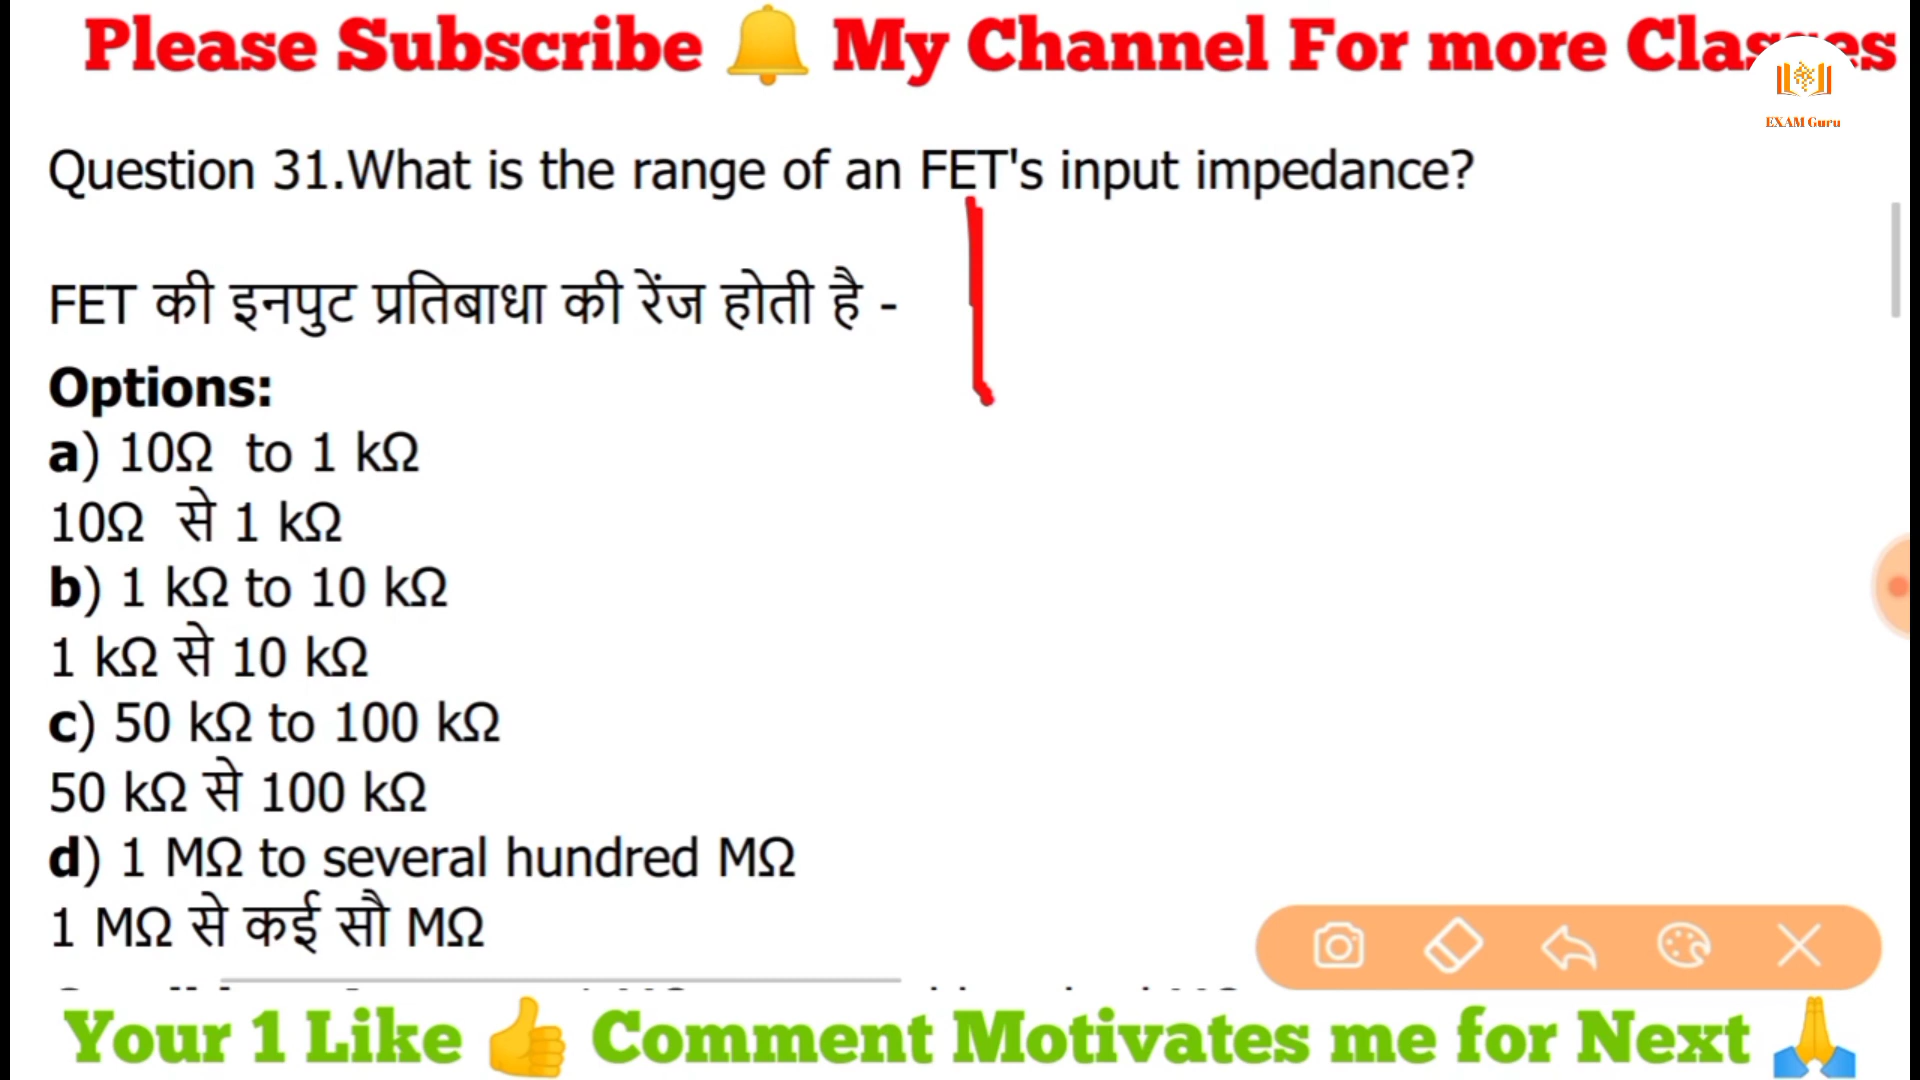 Please Subscribe 🔔 My Channel For more Classes
EXAM Guru
Question 31.What is the range of an FET's input impedance?
FET की इनपुट प्रतिबाधा की रेंज होती है -
Options:
a) 10Ω to 1 kΩ
10Ω से 1 kΩ
b) 1 kΩ to 10 kΩ
1 kΩ से 10 kΩ
c) 50 kΩ to 100 kΩ
50 kΩ से 100 kΩ
d) 1 MΩ to several hundred MΩ
1 MΩ से कई सौ MΩ
Your 1 Like 👍 Comment Motivates me for Next 🙏